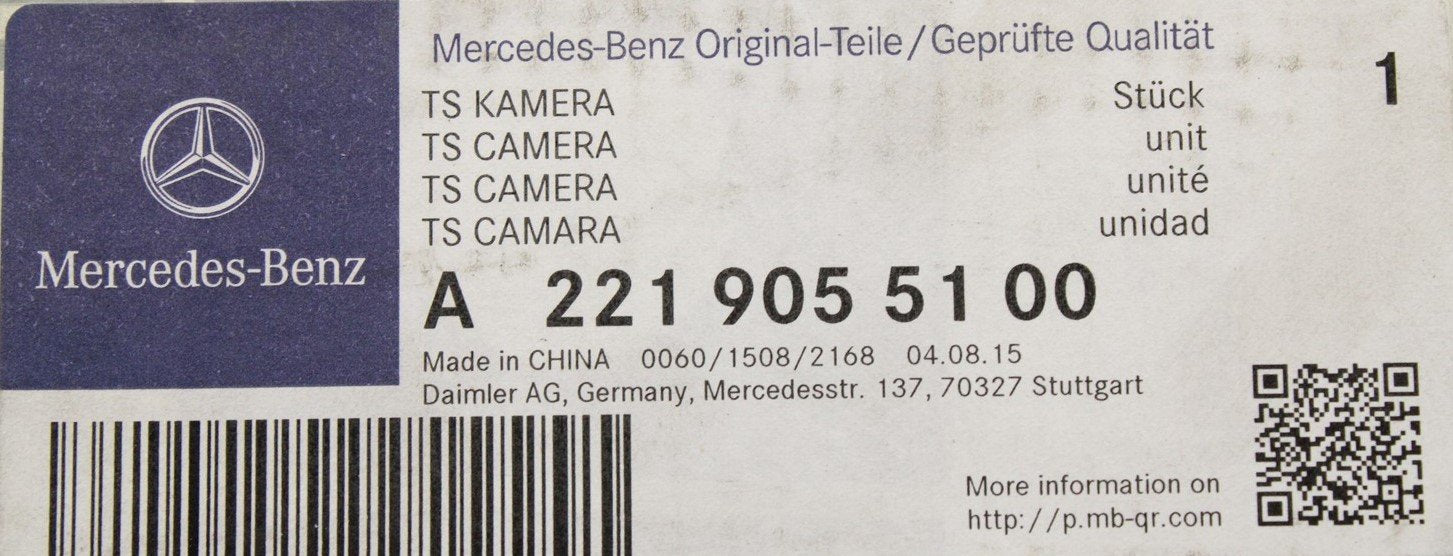 Mercedes-Benz
Mercedes-Benz Original-Teile/Geprüfte Qualität
TS KAMERA Stück 1
TS CAMERA unit
TS CAMERA unité
TS CAMARA unidad
A 221 905 51 00
Made in CHINA 0060/1508/2168 04.08.15
Daimler AG, Germany, Mercedesstr. 137, 70327 Stuttgart
More information on
http://p.mb-qr.com